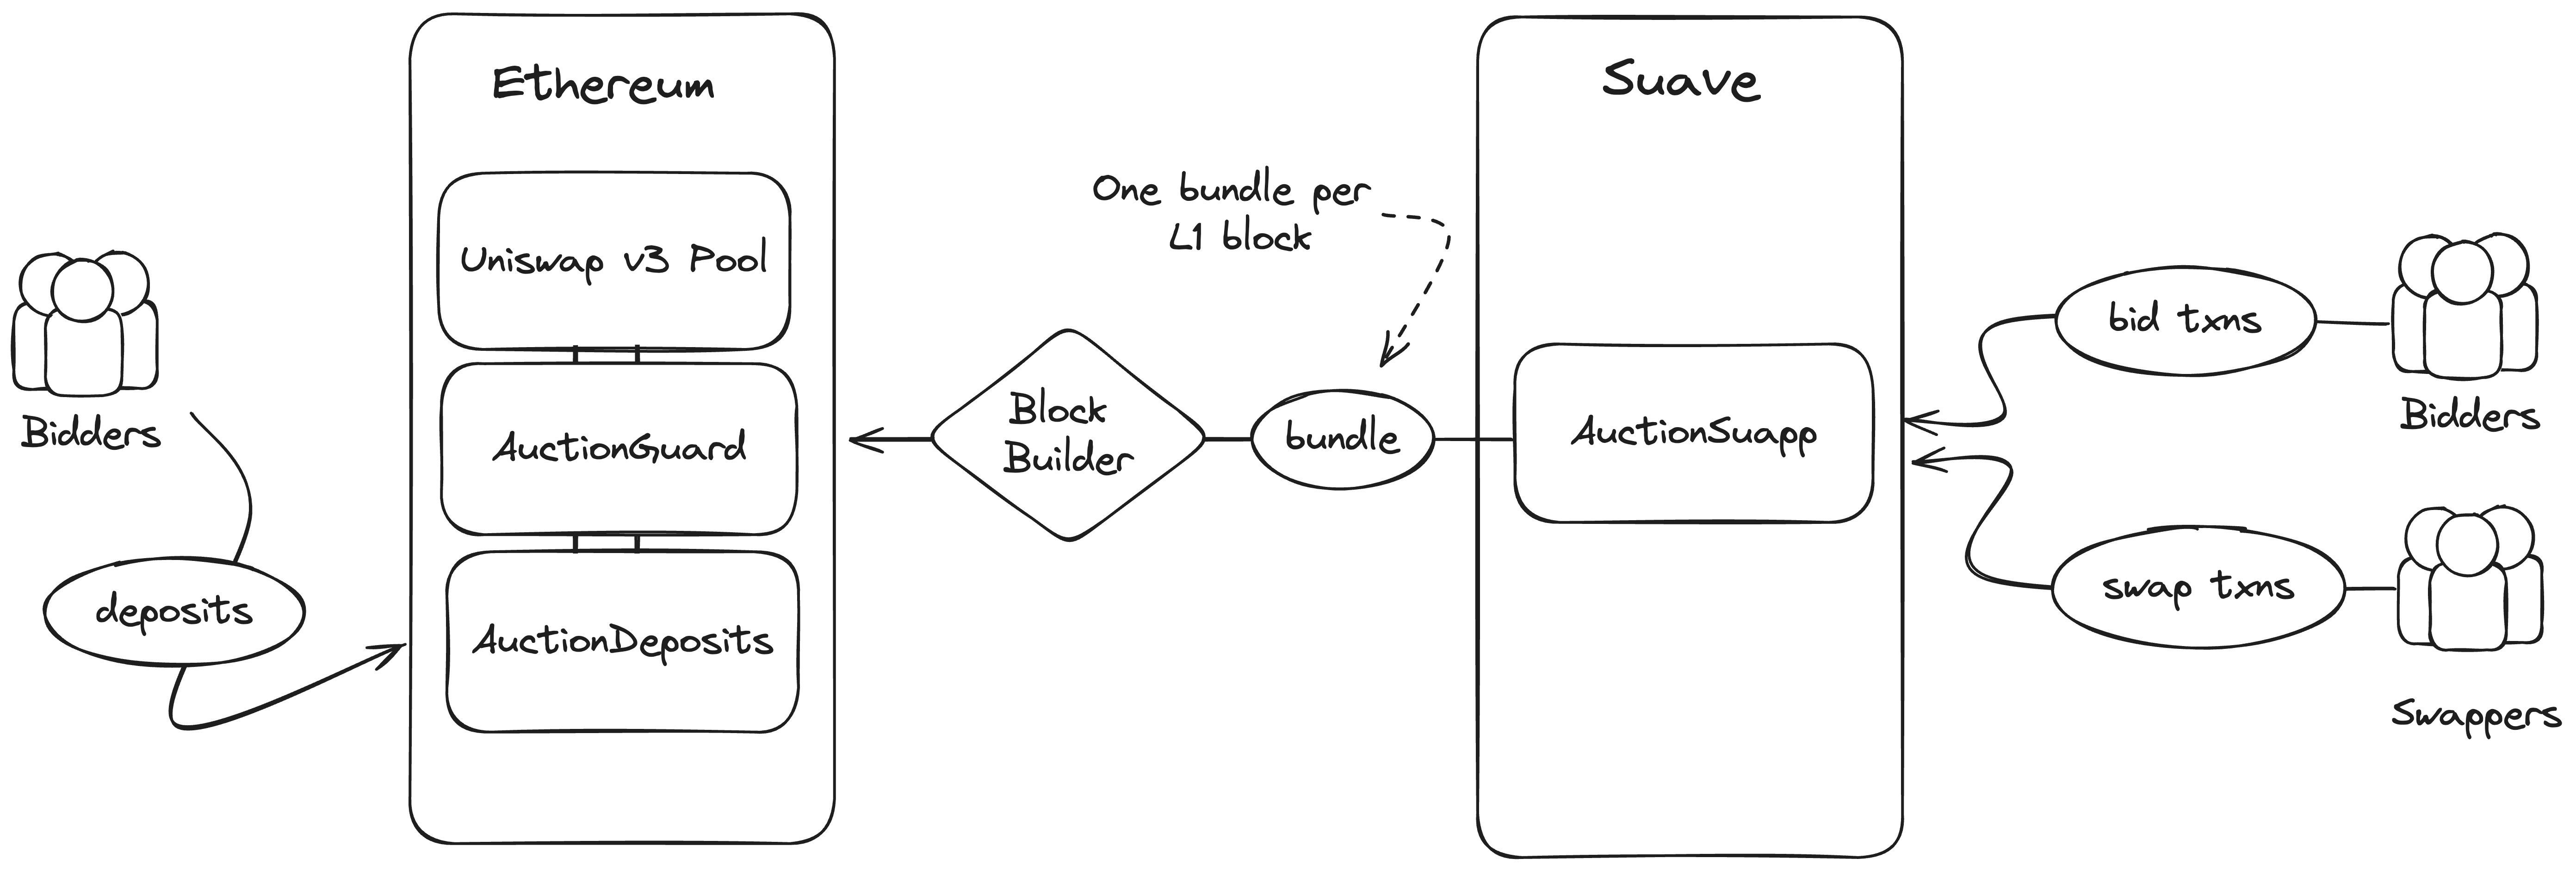 Ethereum
Uniswap v3 Pool
AuctionGuard
AuctionDeposits
Bidders
deposits
One bundle per
L1 block
Block
Builder
bundle
Suave
AuctionSuapp
bid txns
Bidders
swap txns
Swappers